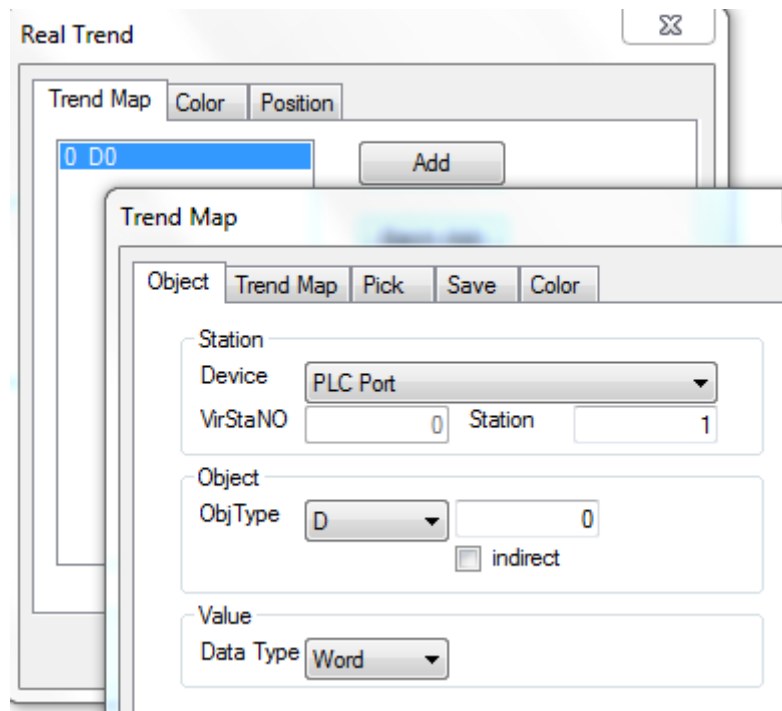 Real Trend
Trend Map Color Position
0 D0
Add
Trend Map
Object Trend Map Pick Save Color
Station
Device PLC Port
VirStaNO 0 Station 1
Object
ObjType D 0
indirect
Value
Data Type Word